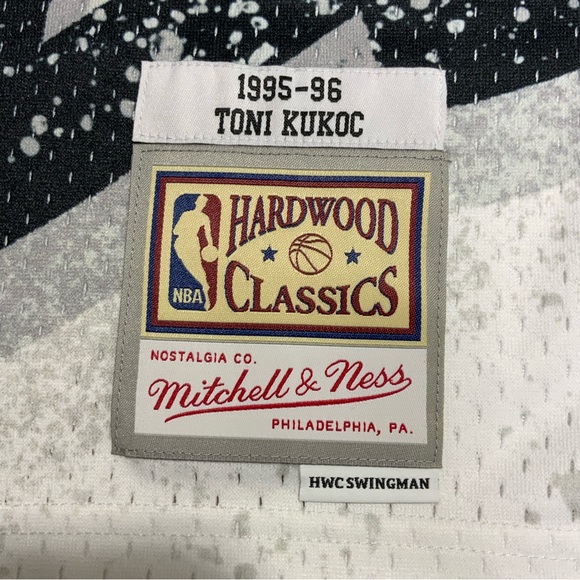 1995-96
TONI KUKOC
HARDWOOD
NBA
CLASSICS
NOSTALGIA CO.
Mitchell & Ness
PHILADELPHIA, PA.
HWC SWINGMAN